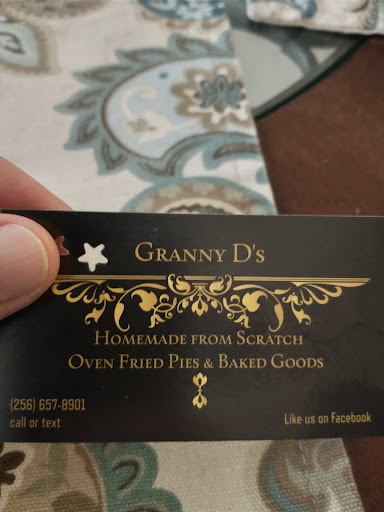 Granny D's
Homemade from Scratch
Oven Fried Pies & Baked Goods
(256) 657-8901
call or text
Like us on Facebook